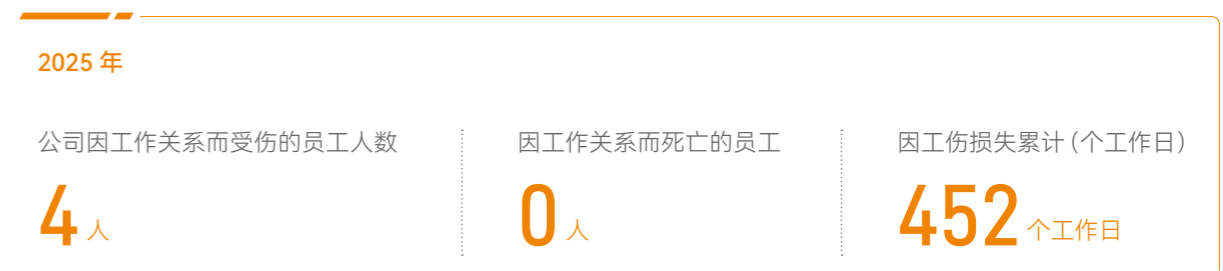 2025 年
公司因工作关系而受伤的员工人数
4 人
因工作关系而死亡的员工
0 人
因工伤损失累计（个工作日）
452 个工作日